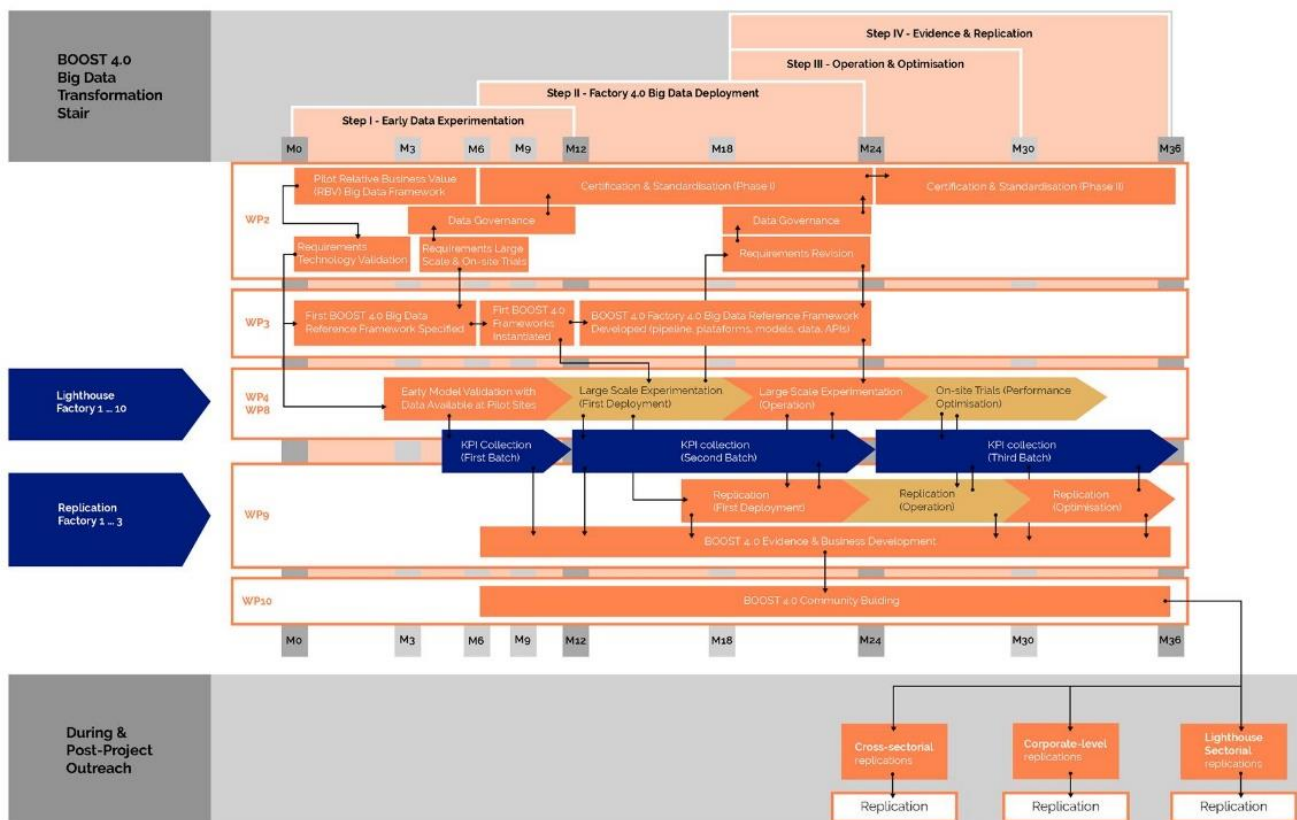 BOOST 4.0
Big Data
Transformation
Stair
Step IV - Evidence & Replication
Step III - Operation & Optimisation
Step II - Factory 4.0 Big Data Deployment
Step I - Early Data Experimentation
M0
M3
M6
M9
M12
M18
M24
M30
M36
WP2
Pilot Relative Business Value
(RBV) Big Data Framework
Certification & Standardisation (Phase I)
Certification & Standardisation (Phase II)
Data Governance
Data Governance
Requirements
Technology Validation
Requirements Large
Scale & On-site Trials
Requirements Revision
WP3
First BOOST 4.0 Big Data
Reference Framework Specified
Firt BOOST 4.0
Frameworks
Instantiated
BOOST 4.0 Factory 4.0 Big Data Reference Framework
Developed (pipeline, plataforms, models, data, APIs)
Lighthouse
Factory 1 ... 10
WP4
WP8
Early Model Validation with
Data Available at Pilot Sites
Large Scale Experimentation
(First Deployment)
Large Scale Experimentation
(Operation)
On-site Trials (Performance
Optimisation)
KPI Collection
(First Batch)
KPI collection
(Second Batch)
KPI collection
(Third Batch)
Replication
Factory 1 ... 3
WP9
Replication
(First Deployment)
Replication
(Operation)
Replication
(Optimisation)
BOOST 4.0 Evidence & Business Development
WP10
BOOST 4.0 Community Building
M0
M3
M6
M9
M12
M18
M24
M30
M36
During &
Post-Project
Outreach
Cross-sectorial
replications
Corporate-level
replications
Lighthouse
Sectorial
replications
Replication
Replication
Replication